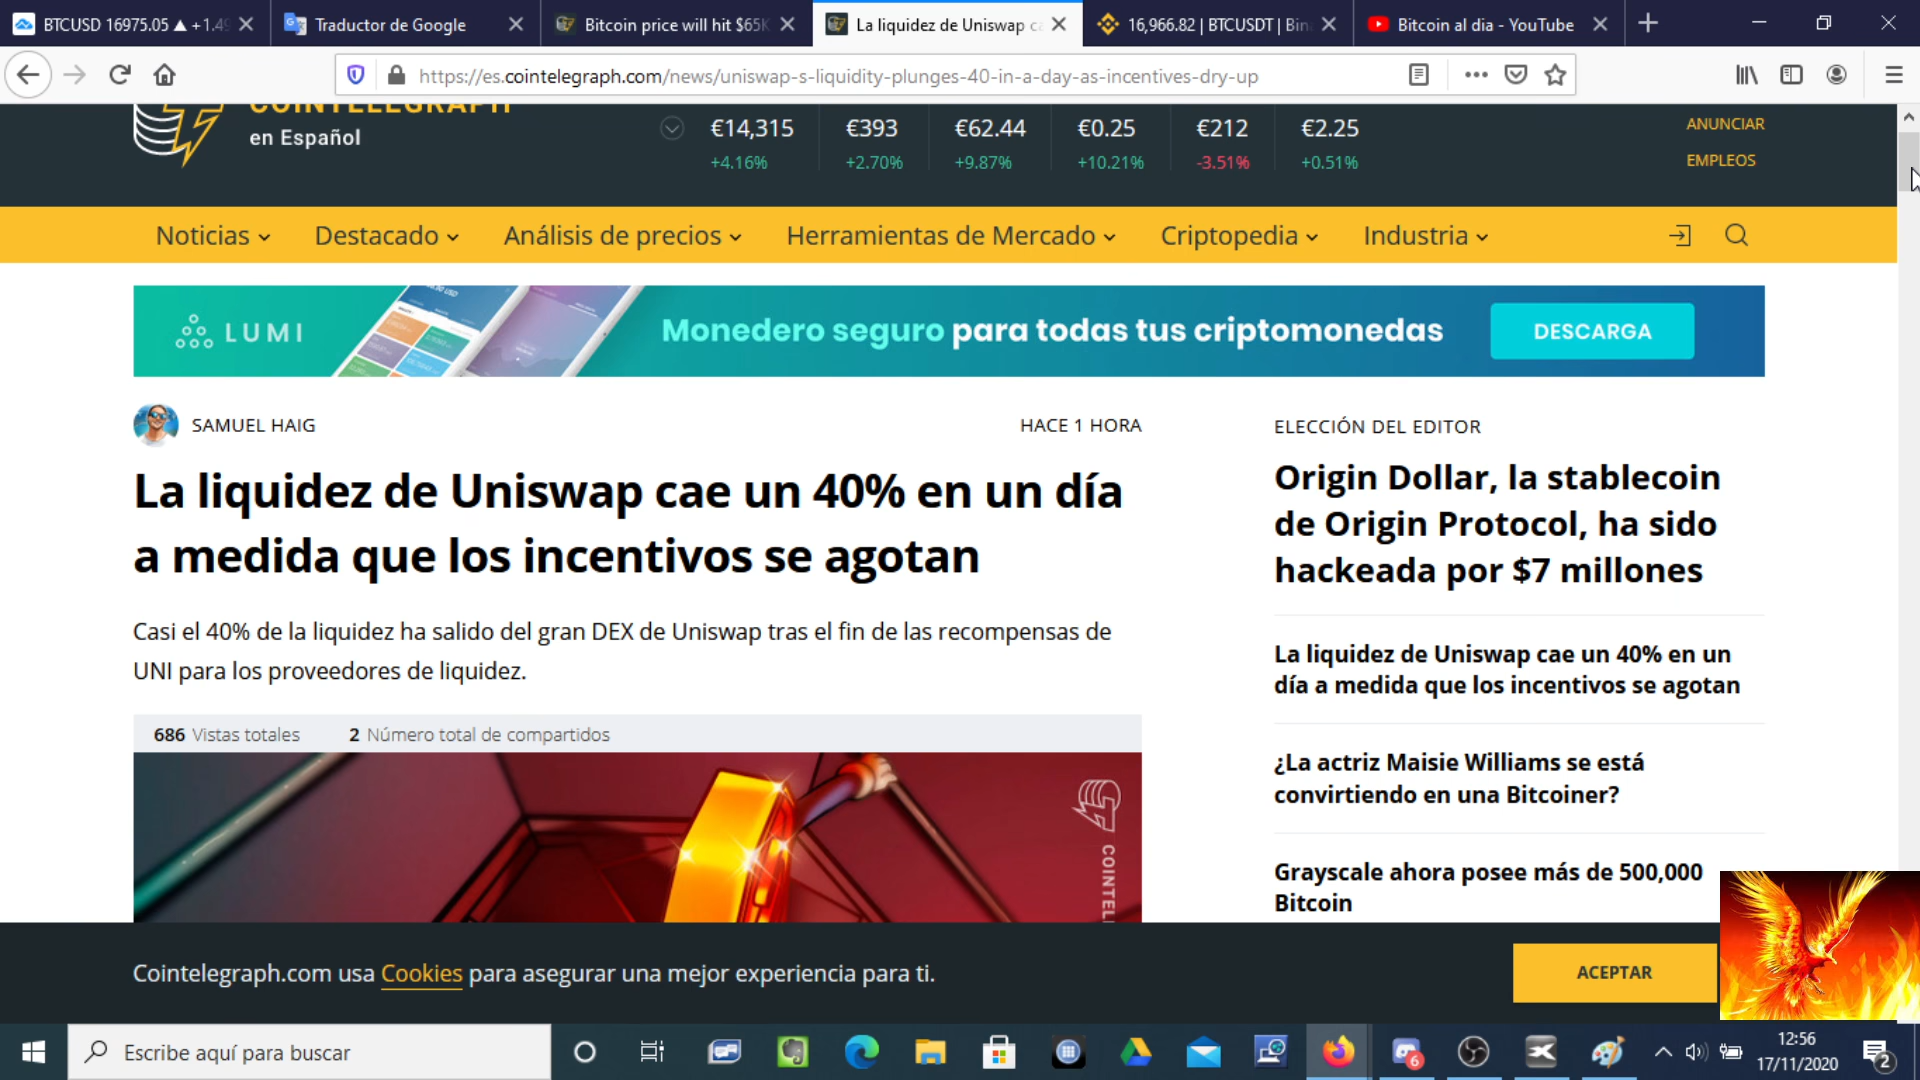 BTCUSD 16975.05 ▲ +1.49
Traductor de Google
Bitcoin price will hit $65K
La liquidez de Uniswap ca
16,966.82 | BTCUSDT | Bin
Bitcoin al dia - YouTube
https://es.cointelegraph.com/news/uniswap-s-liquidity-plunges-40-in-a-day-as-incentives-dry-up
COINTELEGRAPH
en Español
€14,315 €393 €62.44 €0.25 €212 €2.25
+4.16% +2.70% +9.87% +10.21% -3.51% +0.51%
ANUNCIAR
EMPLEOS
Noticias Destacado Análisis de precios Herramientas de Mercado Criptopedia Industria
LUMI
Monedero seguro para todas tus criptomonedas
DESCARGA
SAMUEL HAIG
HACE 1 HORA
La liquidez de Uniswap cae un 40% en un día
a medida que los incentivos se agotan
Casi el 40% de la liquidez ha salido del gran DEX de Uniswap tras el fin de las recompensas de
UNI para los proveedores de liquidez.
686 Vistas totales 2 Número total de compartidos
COINTEL
ELECCIÓN DEL EDITOR
Origin Dollar, la stablecoin
de Origin Protocol, ha sido
hackeada por $7 millones
La liquidez de Uniswap cae un 40% en un
día a medida que los incentivos se agotan
¿La actriz Maisie Williams se está
convirtiendo en una Bitcoiner?
Grayscale ahora posee más de 500,000
Bitcoin
Cointelegraph.com usa Cookies para asegurar una mejor experiencia para ti.
ACEPTAR
Escribe aquí para buscar
6
12:56
17/11/2020
2